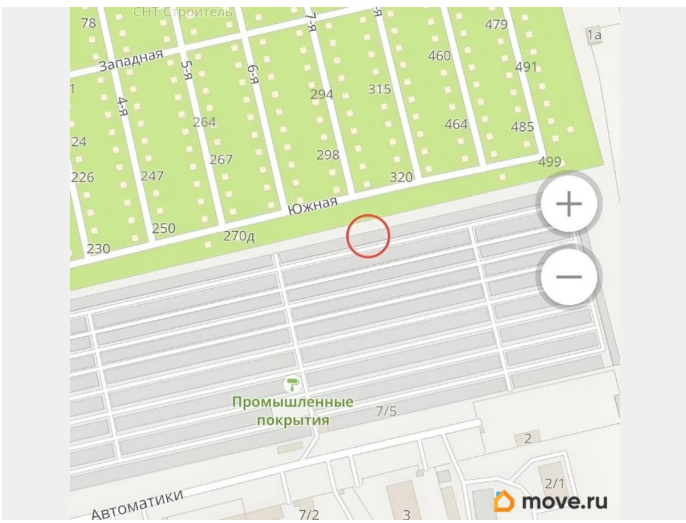 СНТ Строитель
78
479
7-я
-я
1а
Западная
460
5-я
6-я
491
1
4-я
294
315
264
464
485
24
267
298
499
226
247
320
Южная
250
270д
230
Промышленные
покрытия
7/5
2
2/1
Автоматики
7/2
3
move.ru